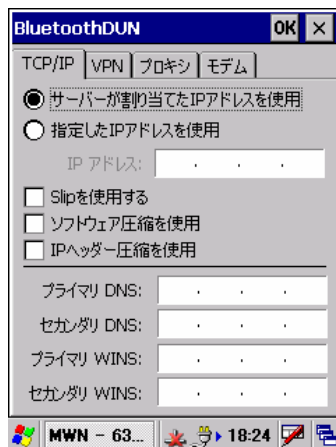 BluetoothDUN OK ×
TCP/IP VPN プロキシ モデム
サーバーが割り当てたIPアドレスを使用
指定したIPアドレスを使用
IP アドレス: . . .
Slipを使用する
ソフトウェア圧縮を使用
IPヘッダー圧縮を使用
プライマリ DNS: . . .
セカンダリ DNS: . . .
プライマリ WINS: . . .
セカンダリ WINS: . . .
MWN - 63... 18:24